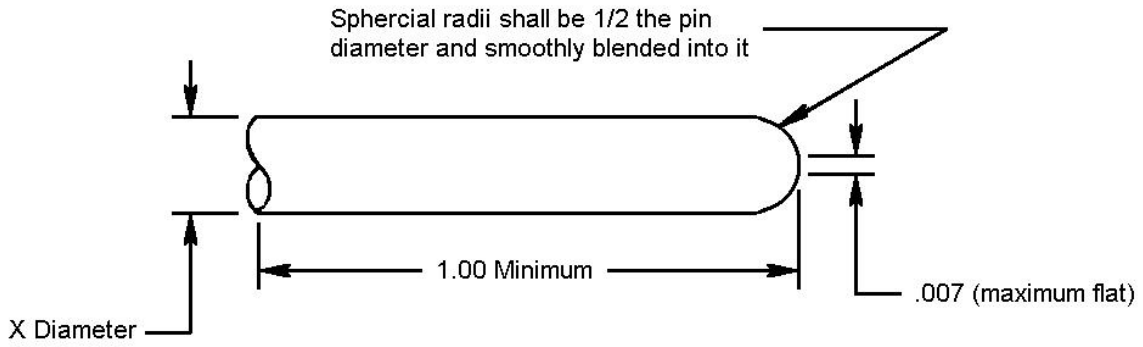 Sphercial radii shall be 1/2 the pin
diameter and smoothly blended into it
1.00 Minimum
.007 (maximum flat)
X Diameter